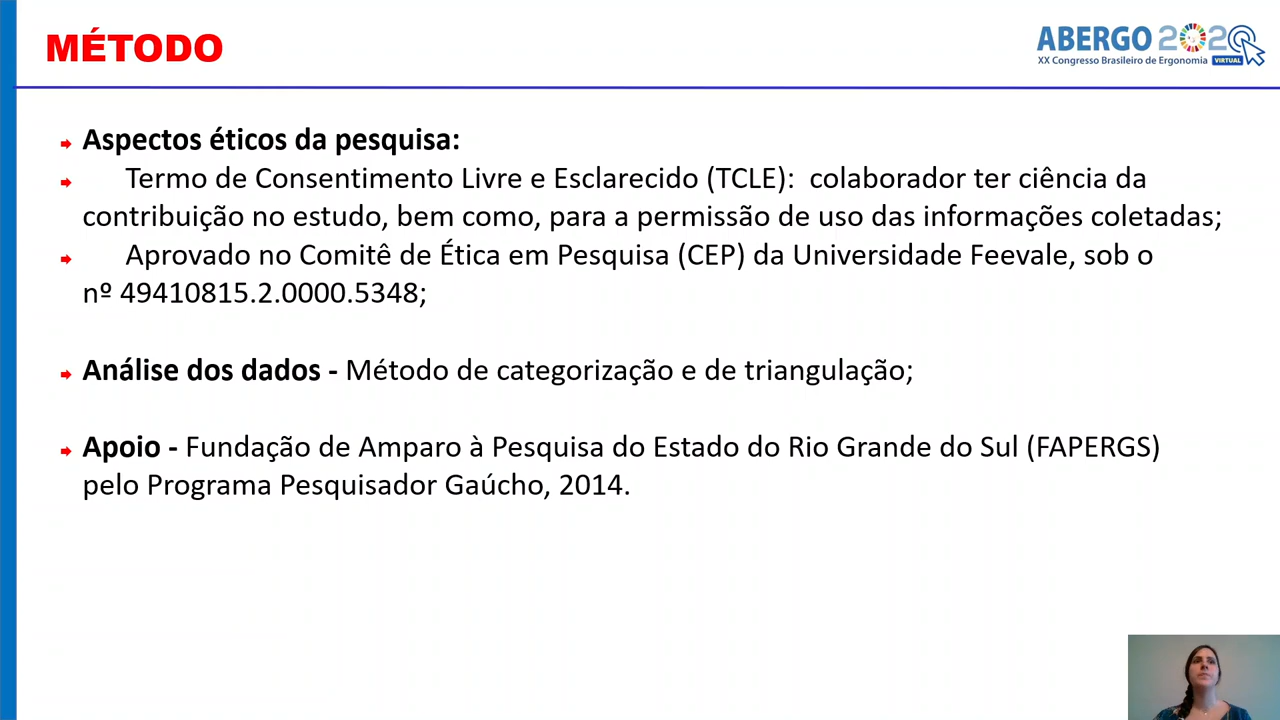 MÉTODO
ABERGO 2020
XX Congresso Brasileiro de Ergonomia VIRTUAL
Aspectos éticos da pesquisa:
Termo de Consentimento Livre e Esclarecido (TCLE): colaborador ter ciência da
contribuição no estudo, bem como, para a permissão de uso das informações coletadas;
Aprovado no Comitê de Ética em Pesquisa (CEP) da Universidade Feevale, sob o
nº 49410815.2.0000.5348;
Análise dos dados - Método de categorização e de triangulação;
Apoio - Fundação de Amparo à Pesquisa do Estado do Rio Grande do Sul (FAPERGS)
pelo Programa Pesquisador Gaúcho, 2014.